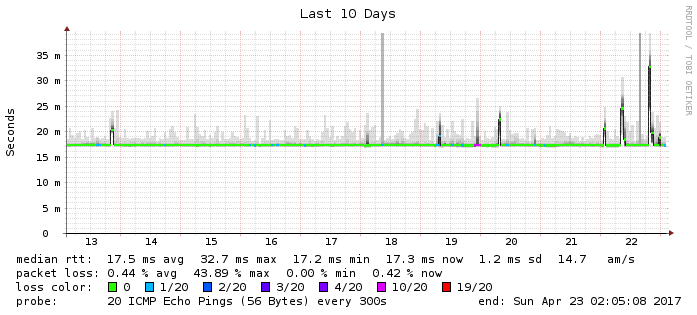 Last 10 Days
RRDTOOL / TOBI OETIKER
Seconds
35 m
30 m
25 m
20 m
15 m
10 m
5 m
0
13 14 15 16 17 18 19 20 21 22
median rtt: 17.5 ms avg 32.7 ms max 17.2 ms min 17.3 ms now 1.2 ms sd 14.7 am/s
packet loss: 0.44 % avg 43.89 % max 0.00 % min 0.42 % now
loss color: 0 1/20 2/20 3/20 4/20 10/20 19/20
probe: 20 ICMP Echo Pings (56 Bytes) every 300s end: Sun Apr 23 02:05:08 2017